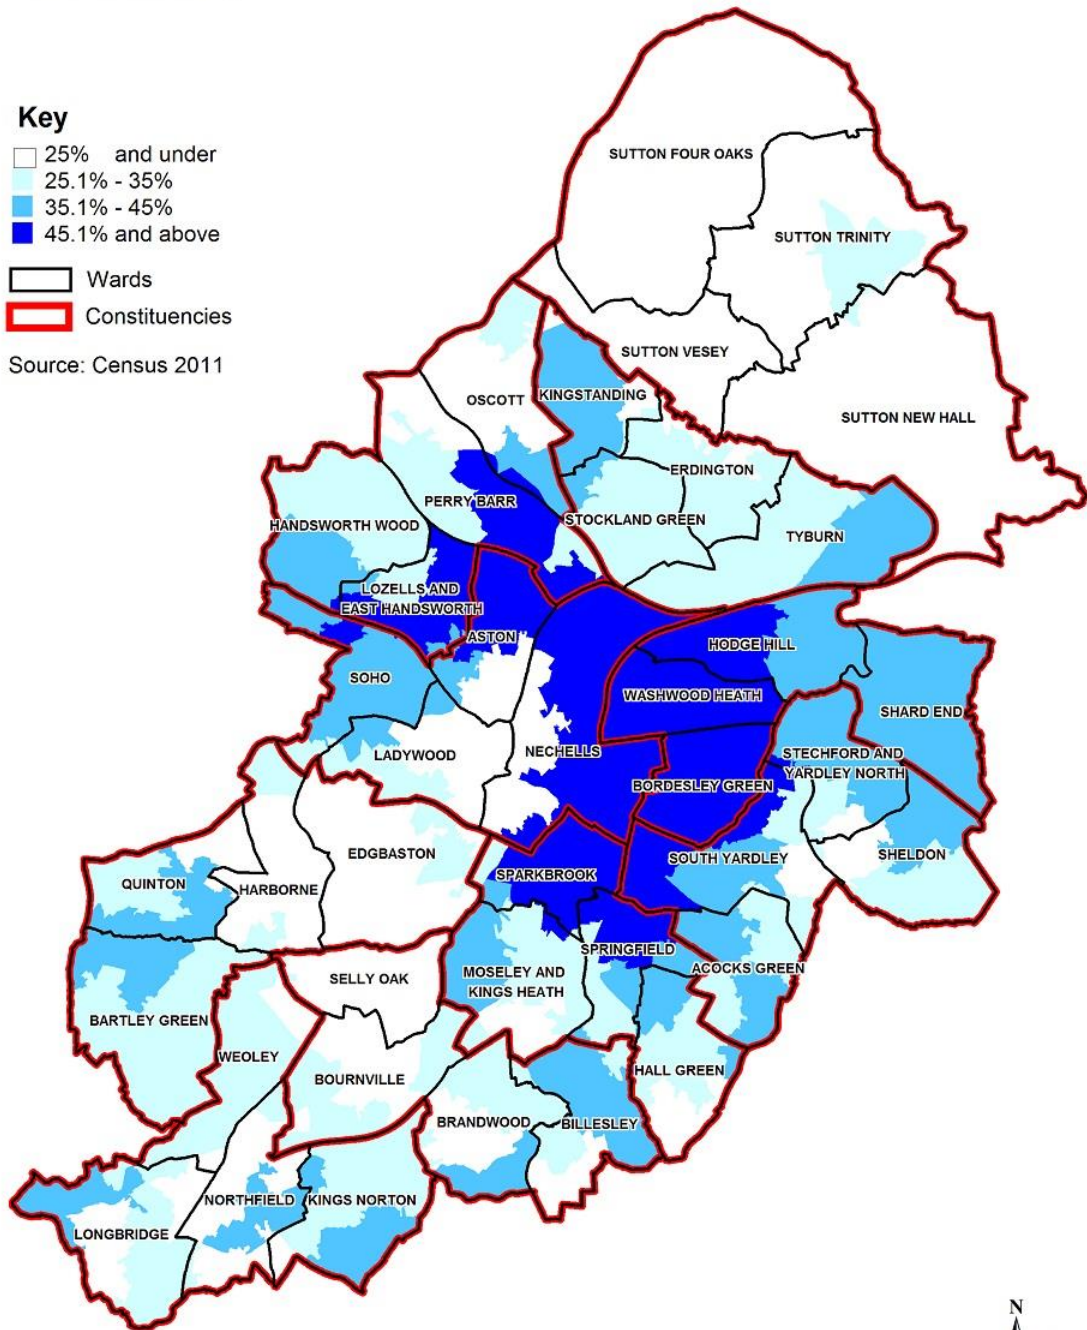 Key
25% and under
25.1% - 35%
35.1% - 45%
45.1% and above
Wards
Constituencies
Source: Census 2011
SUTTON FOUR OAKS
SUTTON TRINITY
SUTTON VESEY
SUTTON NEW HALL
OSCOTT
KINGSTANDING
ERDINGTON
PERRY BARR
STOCKLAND GREEN
HANDSWORTH WOOD
TYBURN
LOZELLS AND
EAST HANDSWORTH
ASTON
HODGE HILL
SOHO
WASHWOOD HEATH
SHARD END
LADYWOOD
NECHELLS
STECHFORD AND
YARDLEY NORTH
BORDESLEY GREEN
EDGBASTON
SOUTH YARDLEY
SHELDON
QUINTON
HARBORNE
SPARKBROOK
SPRINGFIELD
SELLY OAK
MOSELEY AND
KINGS HEATH
ACOCKS GREEN
BARTLEY GREEN
WEOLEY
BOURNVILLE
HALL GREEN
BRANDWOOD
BILLESLEY
NORTHFIELD
KINGS NORTON
LONGBRIDGE
N